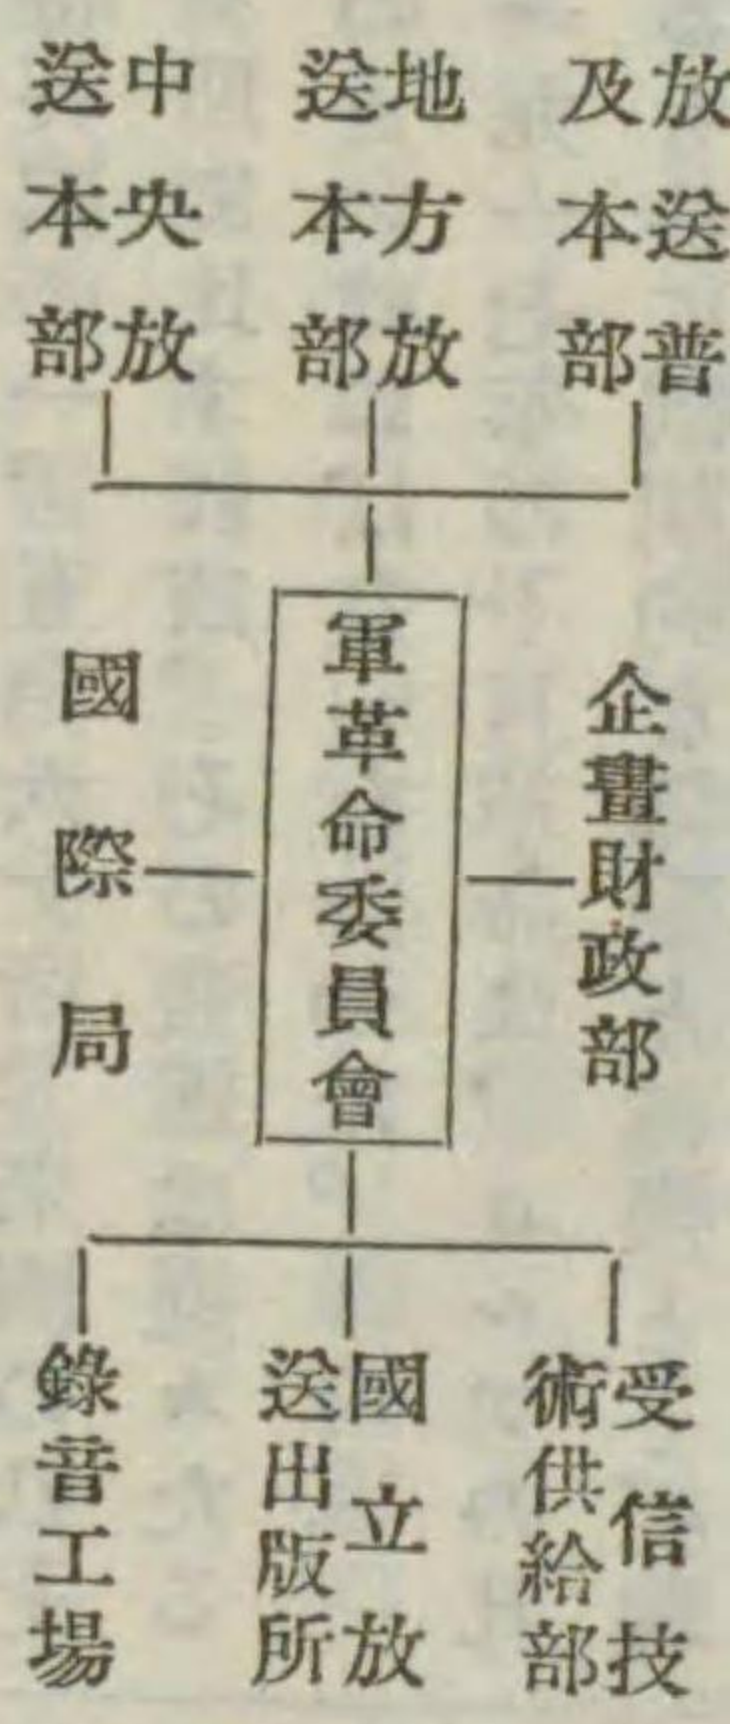 放送普
及本部
地方放
送本部
中央放
送本部
企畫財政部
軍革命委員會
國際局
受信技
術供給部
國立放
送出版所
錄音工場